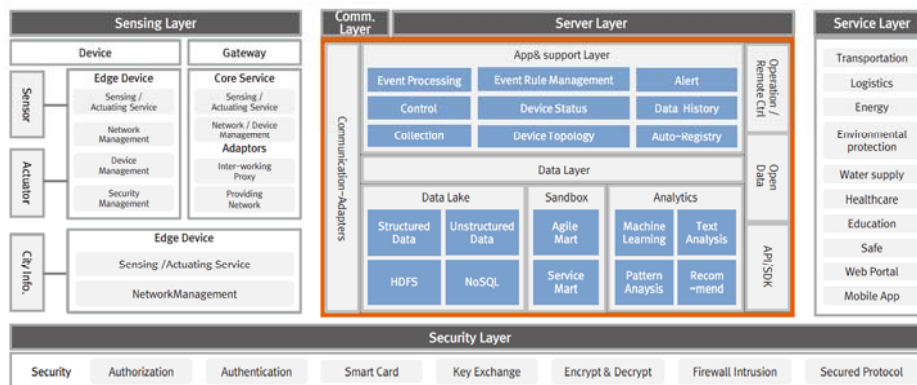 Sensing Layer
Device
Gateway
Sensor
Actuator
City Info.
Edge Device
Sensing /
Actuating Service
Network
Management
Device
Management
Security
Management
Core Service
Sensing /
Actuating Service
Network / Device
Management
Adaptors
Inter-working
Proxy
Providing
Network
Edge Device
Sensing /Actuating Service
NetworkManagement
Comm.
Layer
Server Layer
Communication-Adapters
App& support Layer
Event Processing
Event Rule Management
Alert
Control
Device Status
Data History
Collection
Device Topology
Auto-Registry
Data Layer
Data Lake
Structured
Data
Unstructured
Data
HDFS
NoSQL
Sandbox
Agile
Mart
Service
Mart
Analytics
Machine
Learning
Text
Analysis
Pattern
Anaysis
Recom
-mend
Operation /
Remote Ctrl
Open
Data
API/SDK
Service Layer
Transportation
Logistics
Energy
Environmental
protection
Water supply
Healthcare
Education
Safe
Web Portal
Mobile App
Security Layer
Security
Authorization
Authentication
Smart Card
Key Exchange
Encrypt & Decrypt
Firewall Intrusion
Secured Protocol